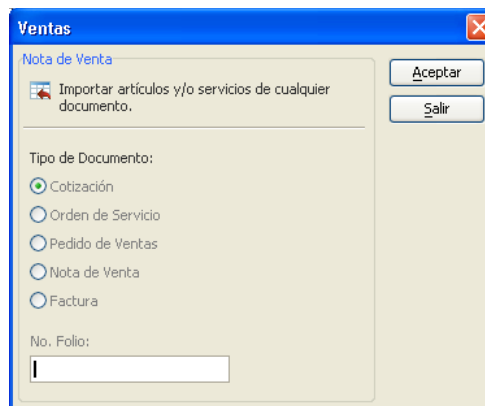 Ventas
Nota de Venta
Importar artículos y/o servicios de cualquier
documento.
Aceptar
Salir
Tipo de Documento:
Cotización
Orden de Servicio
Pedido de Ventas
Nota de Venta
Factura
No. Folio: